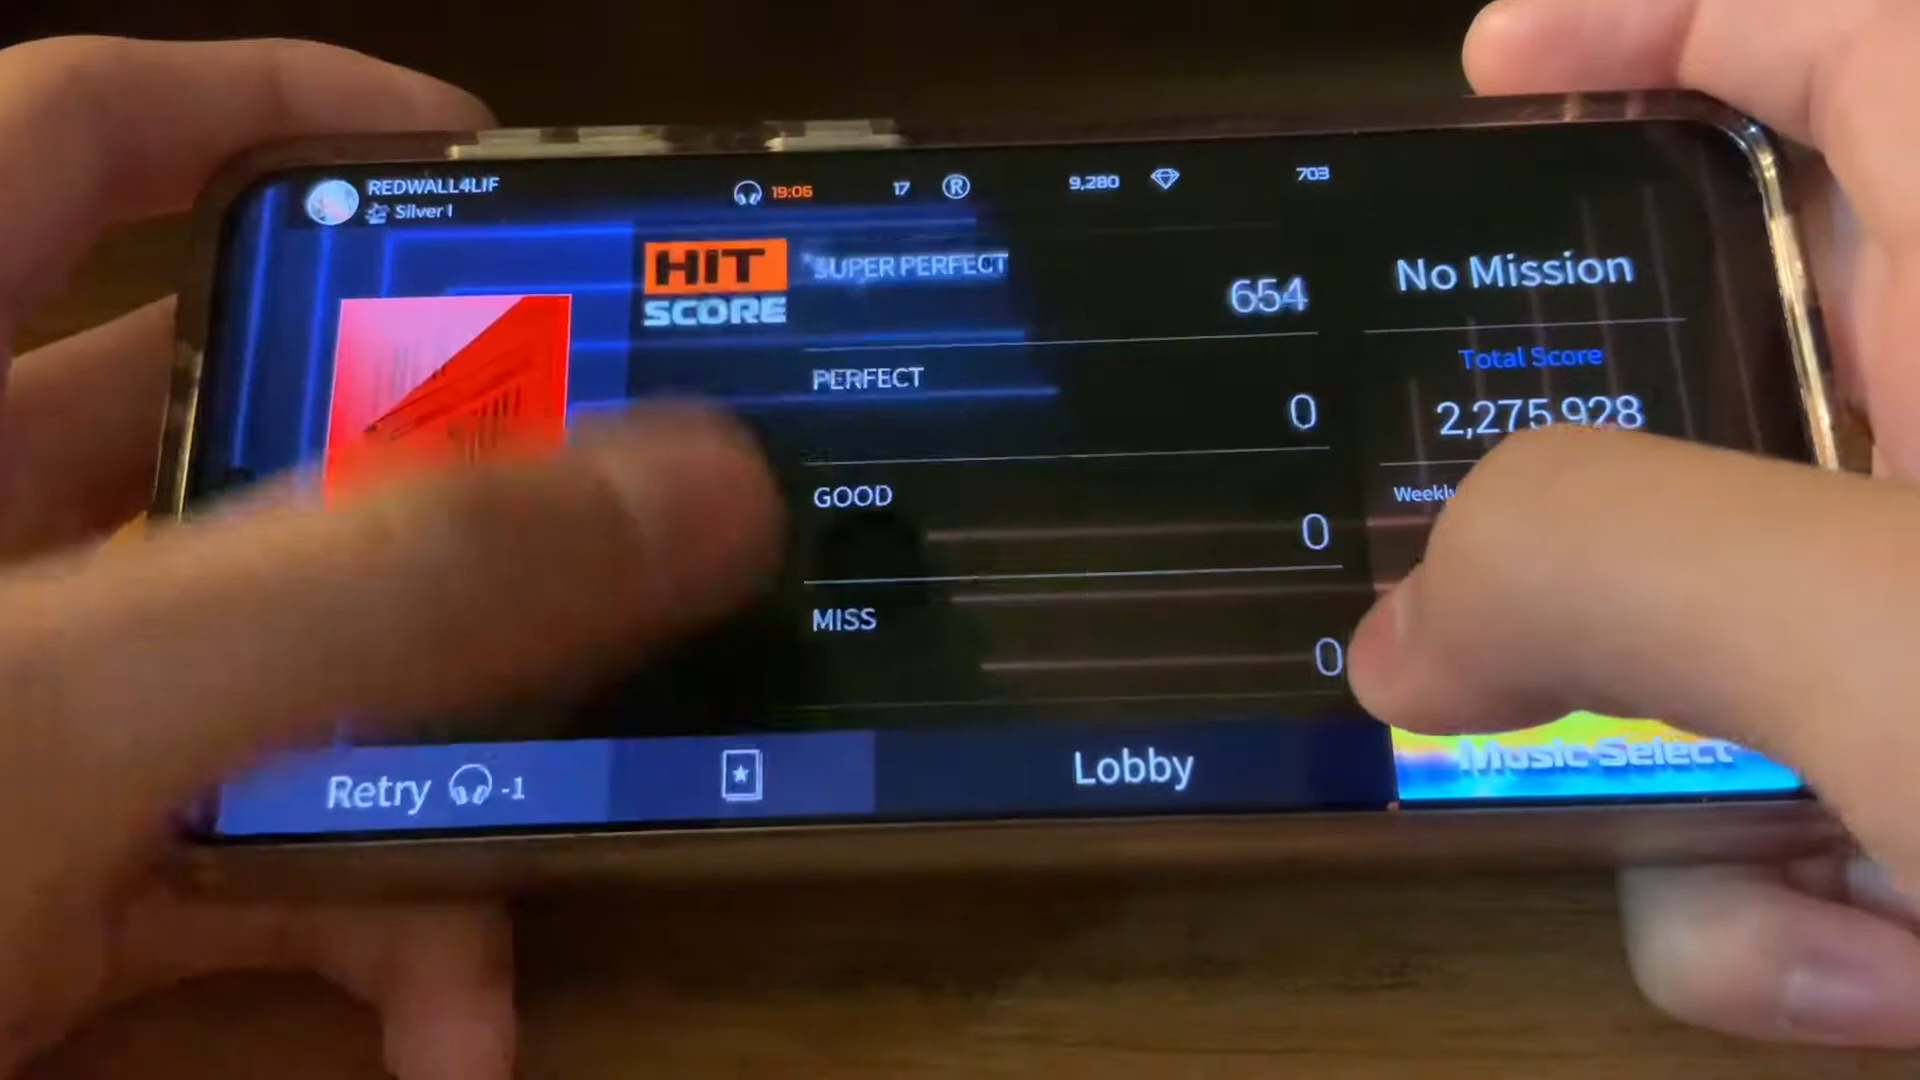 REDWALL4LIF
Silver I
19:06
17
R
9,280
703
HIT
SCORE
SUPER PERFECT
654
PERFECT
0
GOOD
0
MISS
0
No Mission
Total Score
2,275,928
Weekly
Retry -1
Lobby
Music Select